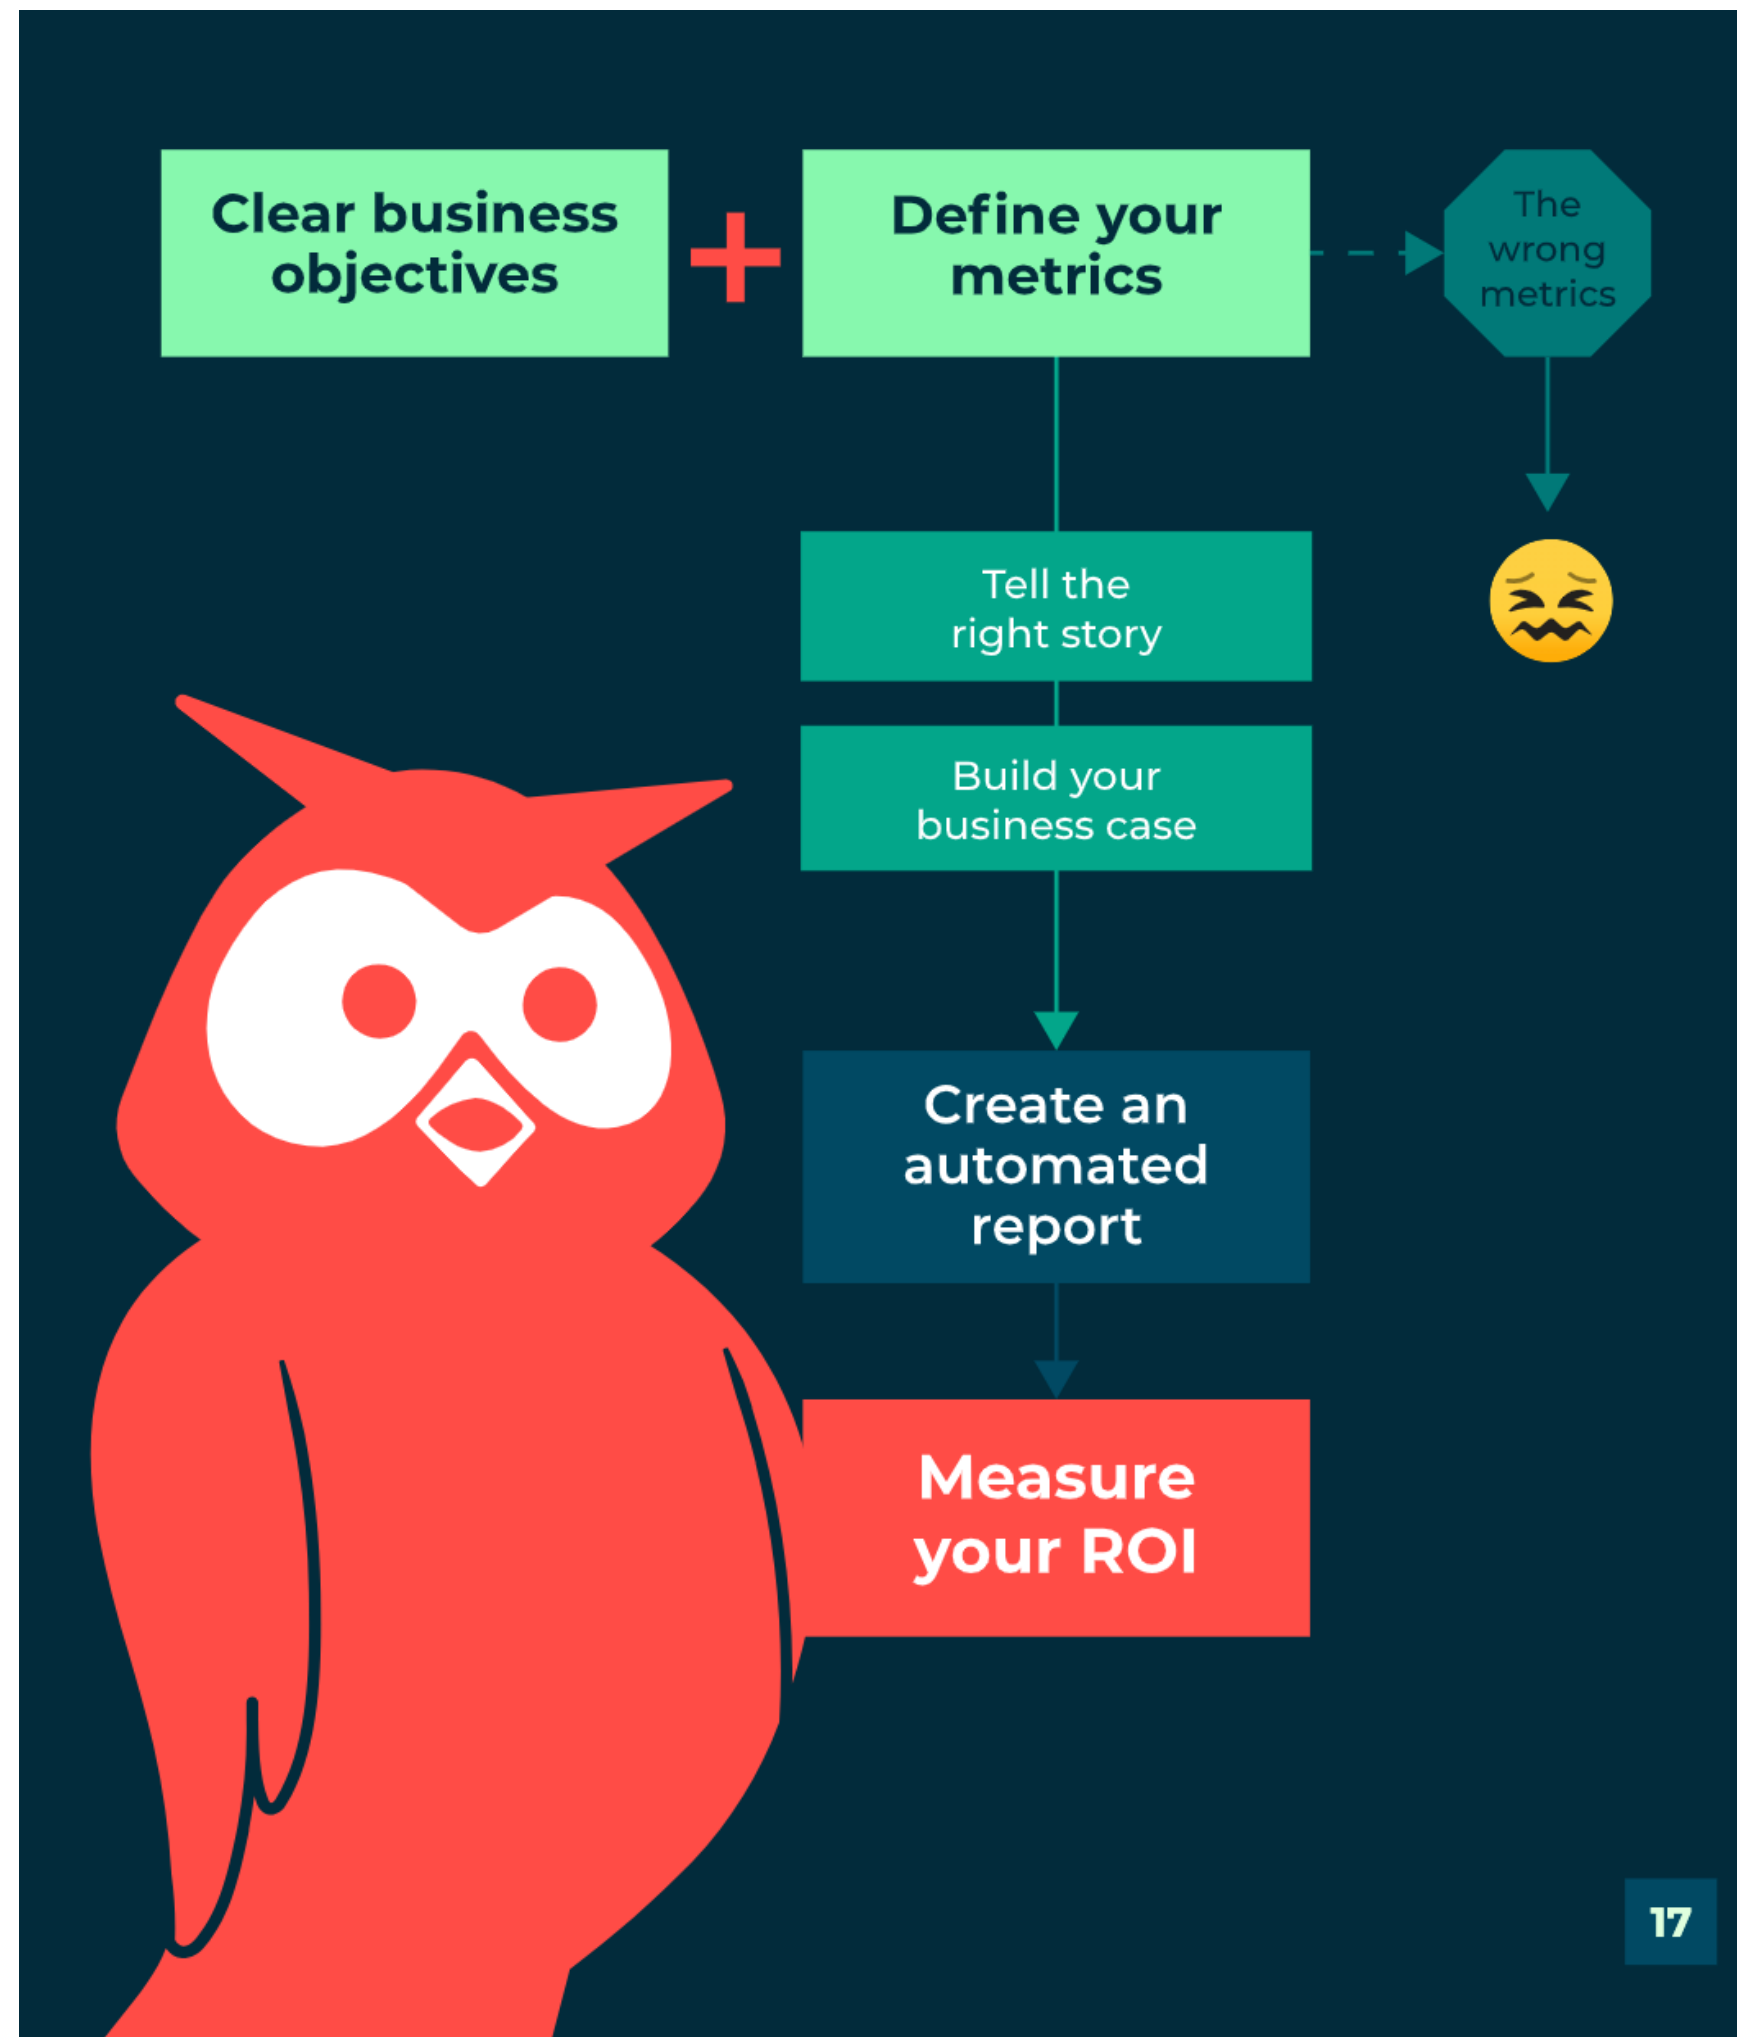 Clear business
objectives
Define your
metrics
The
wrong
metrics
Tell the
right story
Build your
business case
Create an
automated
report
Measure
your ROI
17